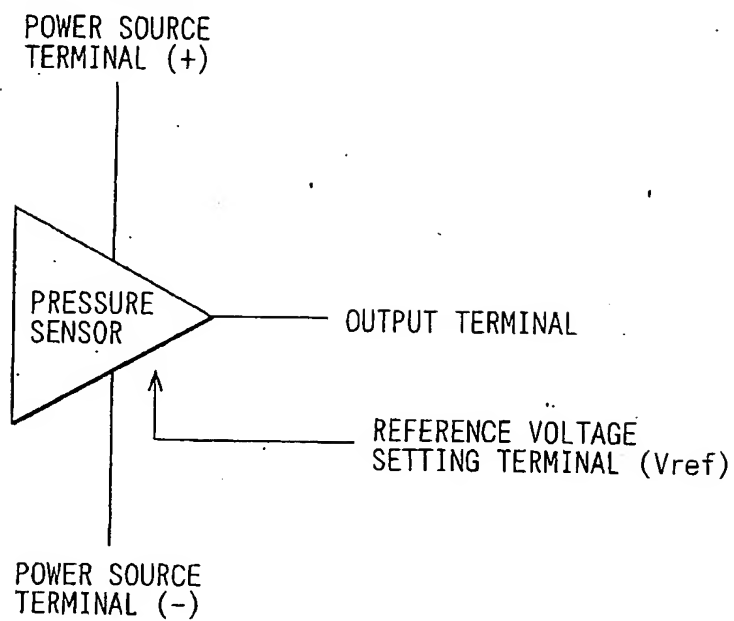 POWER SOURCE
TERMINAL (+)
PRESSURE
SENSOR
OUTPUT TERMINAL
REFERENCE VOLTAGE
SETTING TERMINAL (Vref)
POWER SOURCE
TERMINAL (-)